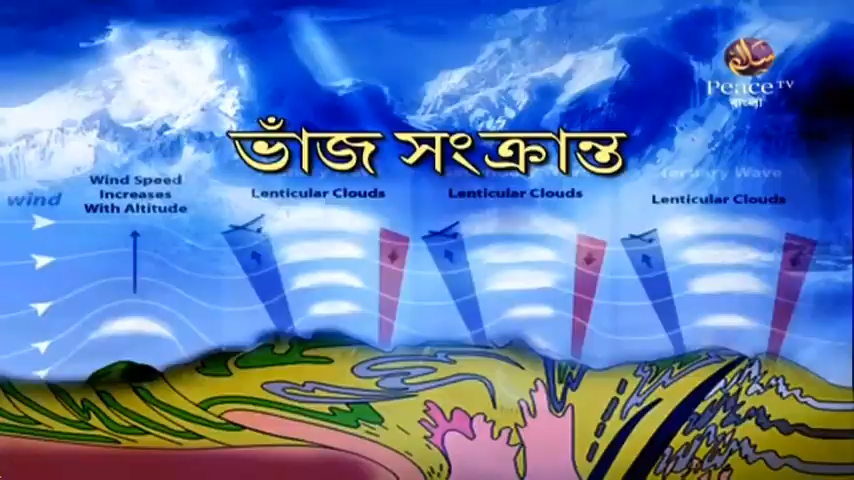 Peace TV
বাংলা
ভাঁজ সংক্রান্ত
wind
Wind Speed
Increases
With Altitude
Lenticular Clouds
Lenticular Clouds
Tertiary Wave
Lenticular Clouds